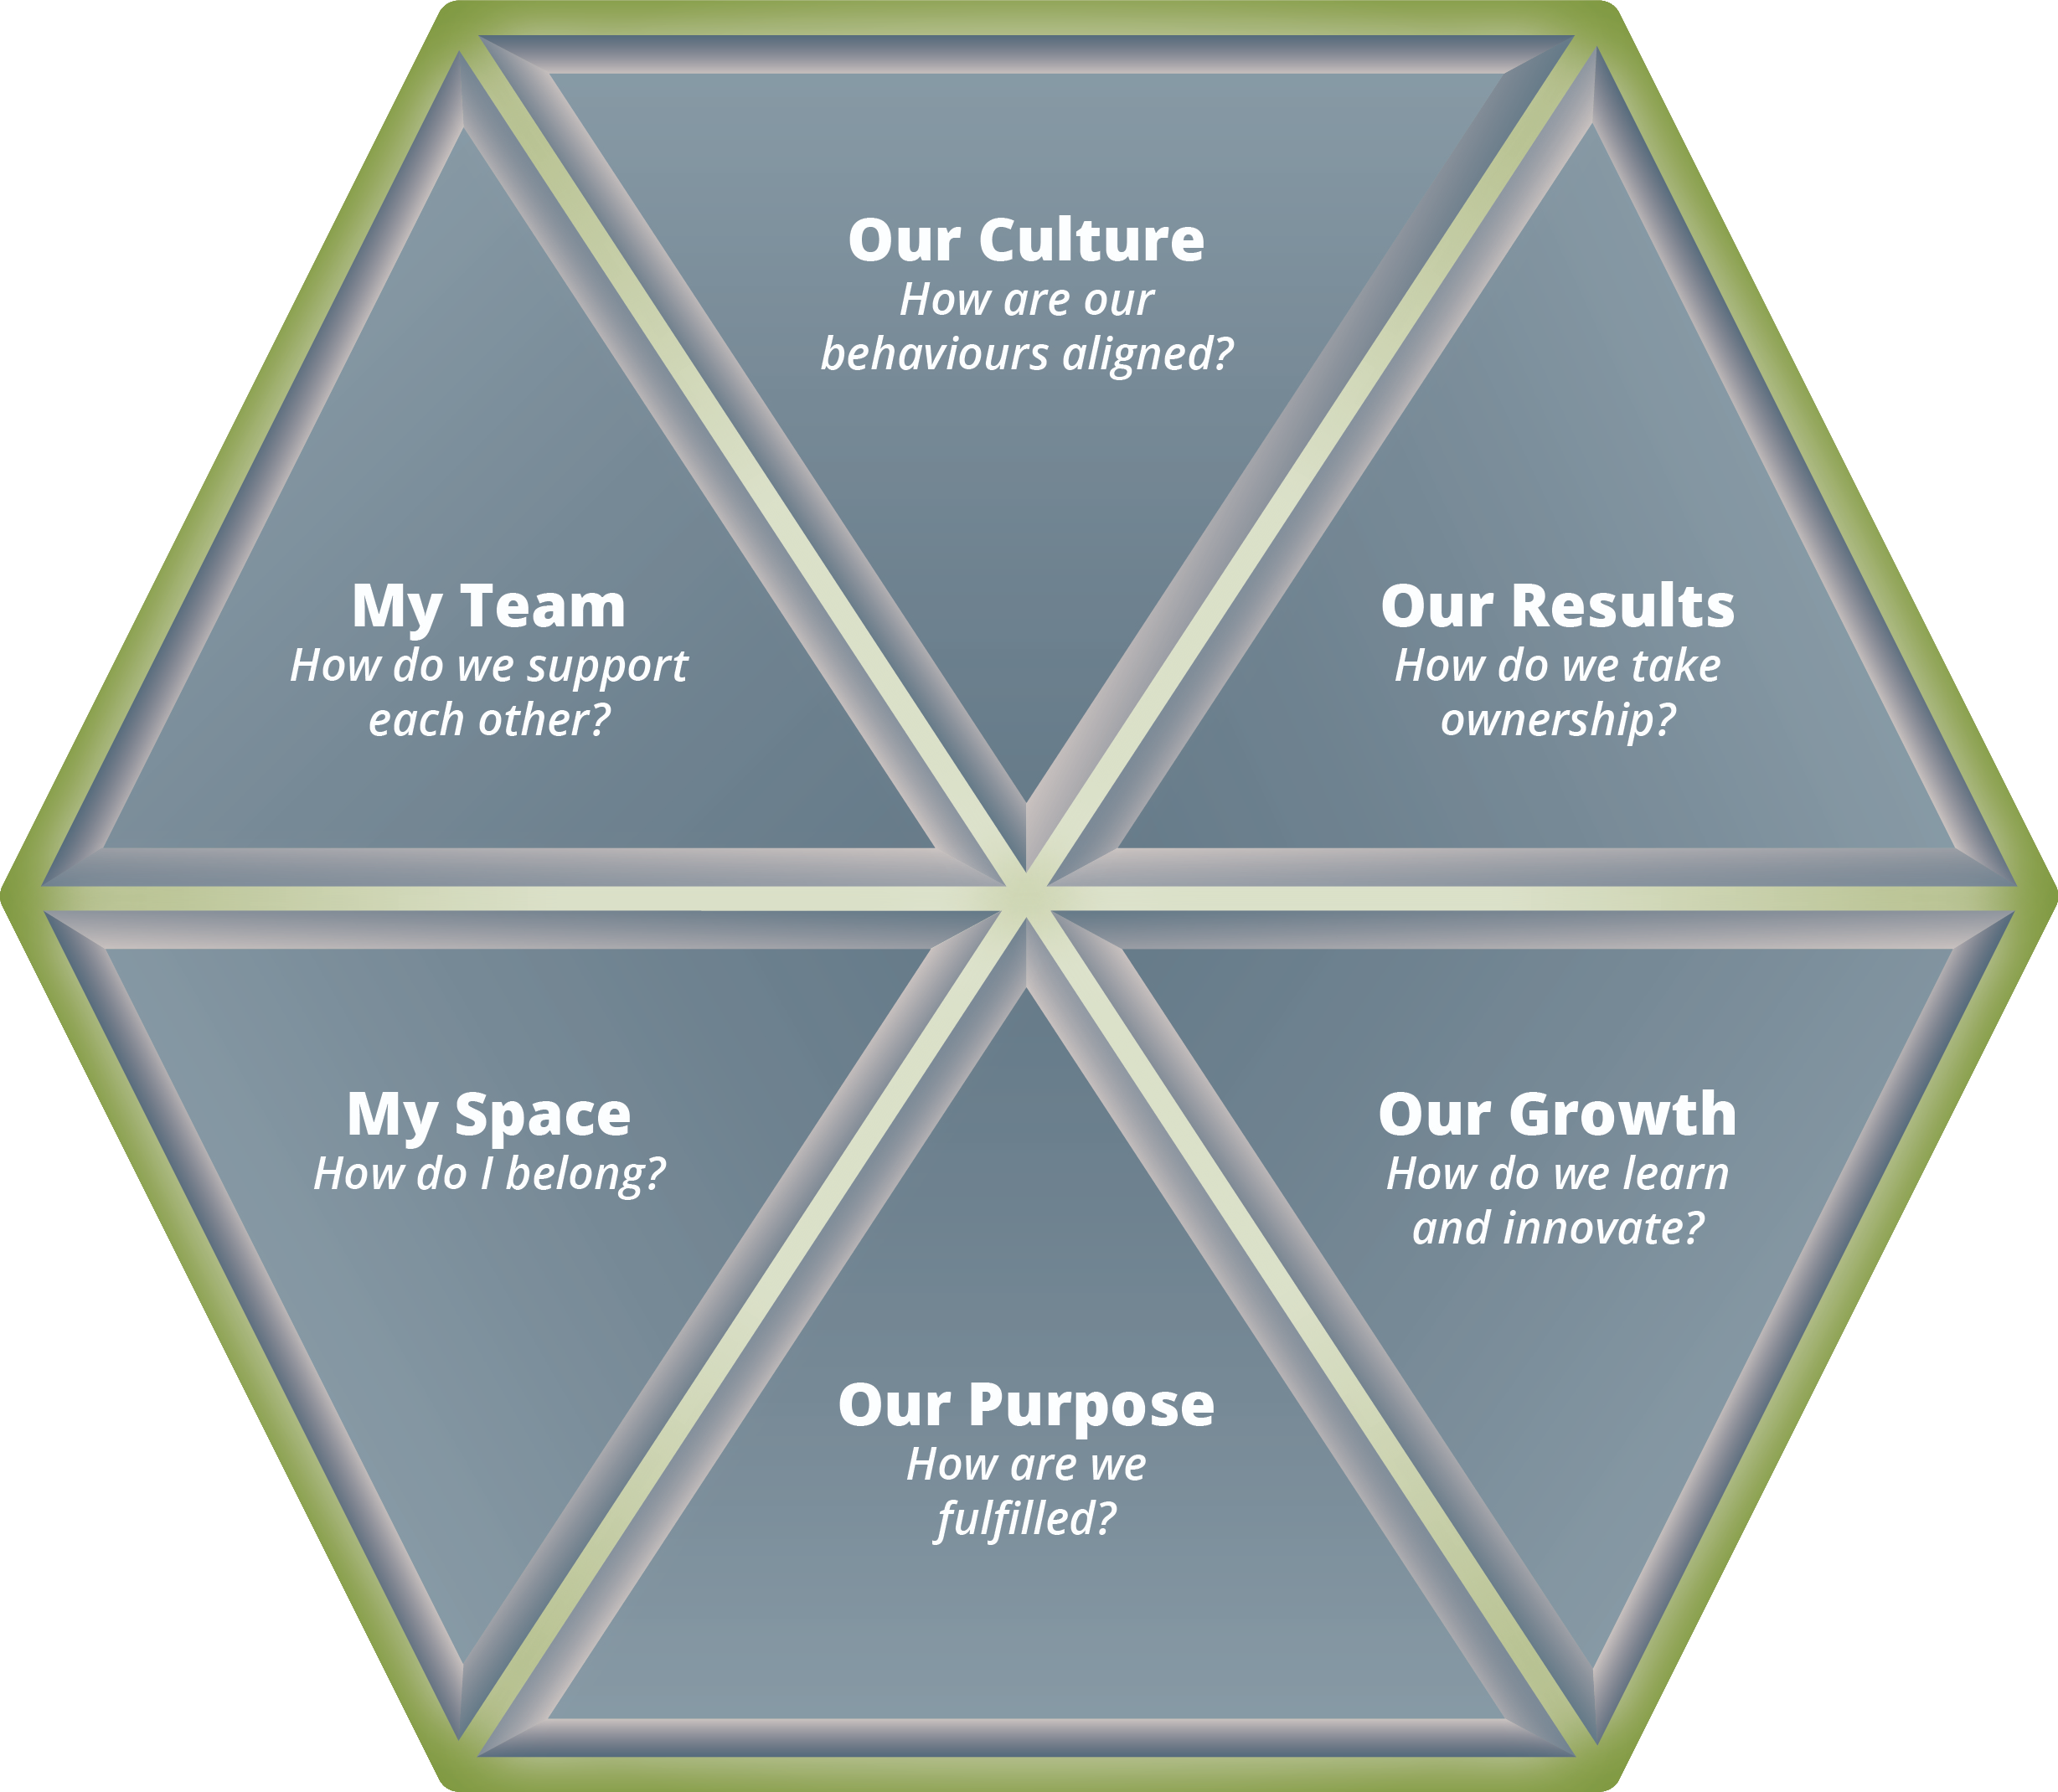 Our Culture
How are our
behaviours aligned?
My Team
How do we support
each other?
Our Results
How do we take
ownership?
My Space
How do I belong?
Our Growth
How do we learn
and innovate?
Our Purpose
How are we
fulfilled?